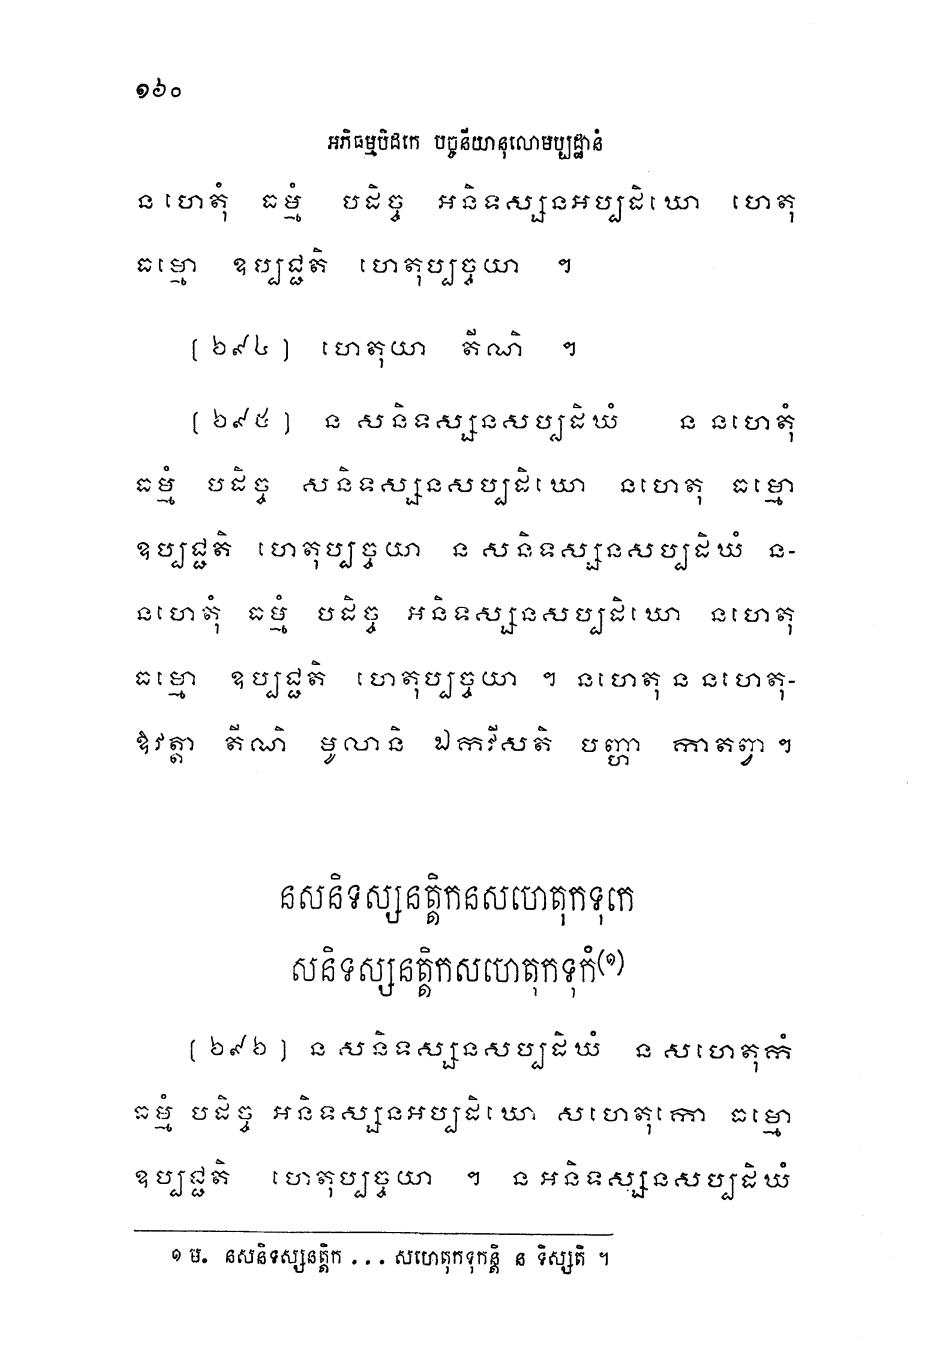 ១៦០
អភិធម្មបិដកេ បច្ចនីយានុលោមប្បដ្ឋានំ
នហេតុំ ធម្មំ បដិច្ច អនិទស្សនអប្បដិឃោ ហេតុ
ធម្មោ ឧប្បជ្ជតិ ហេតុប្បច្ចយា ។
(៦៩៤) ហេតុយា តីណិ ។
(៦៩៥) ន សនិទស្សនសប្បដិឃំ ន នហេតុំ
ធម្មំ បដិច្ច សនិទស្សនសប្បដិឃោ នហេតុ ធម្មោ
ឧប្បជ្ជតិ ហេតុប្បច្ចយា ន សនិទស្សនសប្បដិឃំ ន-
នហេតុំ ធម្មំ បដិច្ច អនិទស្សនសប្បដិឃោ នហេតុ
ធម្មោ ឧប្បជ្ជតិ ហេតុប្បច្ចយា ។ នហេតុ ន នហេតុ-
ឱវត្តា តីណិ មូលានិ ឯកវីសតិ បញ្ហា កាតព្វា ។
នសនិទស្សនត្តិកនសហេតុកទុកេ
សនិទស្សនត្តិកសហេតុកទុកំ(១)
(៦៩៦) ន សនិទស្សនសប្បដិឃំ ន សហេតុកំ
ធម្មំ បដិច្ច អនិទស្សនអប្បដិឃោ សហេតុកោ ធម្មោ
ឧប្បជ្ជតិ ហេតុប្បច្ចយា ។ ន អនិទស្សនសប្បដិឃំ
១ ម. នសនិទស្សនត្តិក ... សហេតុកទុកន្តិ ន ទិស្សតិ ។